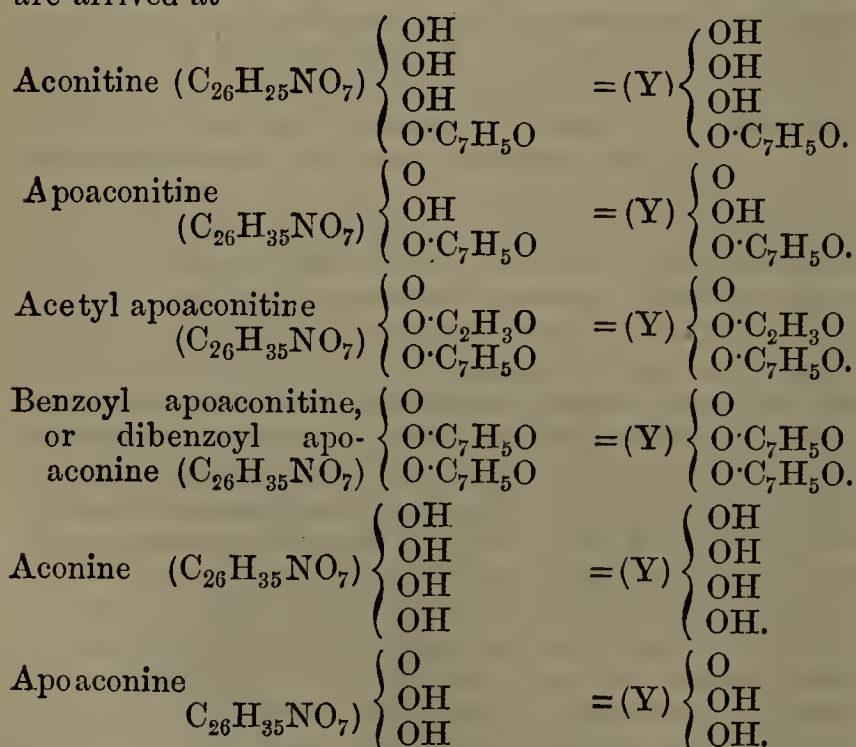 are arrived at
OH OH
Aconitine (C₂₆H₂₅NO₇) { OH = (Y) { OH
OH OH
O·C₇H₅O O·C₇H₅O.
Apoaconitine { O = (Y) { O
(C₂₆H₃₅NO₇) OH OH
O·C₇H₅O O·C₇H₅O.
Acetyl apoaconitine { O = (Y) { O
(C₂₆H₃₅NO₇) O·C₂H₃O O·C₂H₃O
O·C₇H₅O O·C₇H₅O.
Benzoyl apoaconitine, { O { O
or dibenzoyl apo- O·C₇H₅O = (Y) O·C₇H₅O
aconine (C₂₆H₃₅NO₇) O·C₇H₅O O·C₇H₅O.
OH OH
Aconine (C₂₆H₃₅NO₇) { OH = (Y) { OH
OH OH
OH OH.
Apoaconine { O { O
C₂₆H₃₅NO₇) OH = (Y) OH
OH OH.